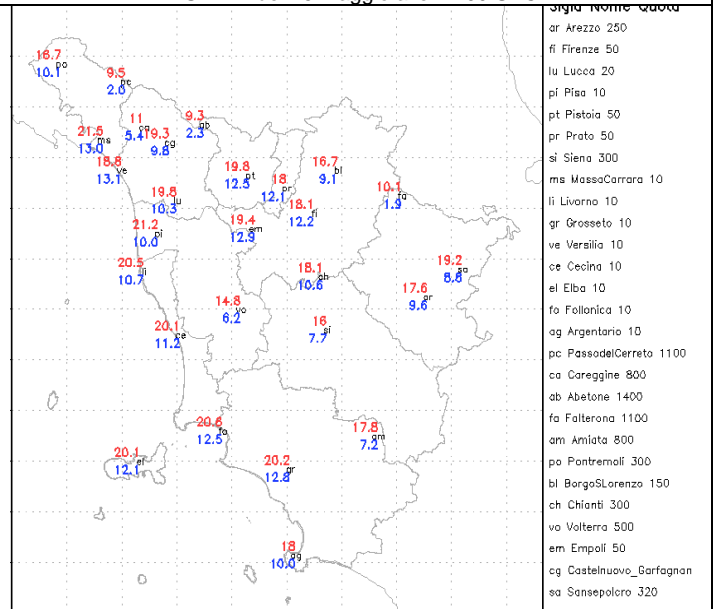 Sigla Nome Quota
ar Arezzo 250
fi Firenze 50
lu Lucca 20
pi Pisa 10
pt Pistoia 50
pr Prato 50
si Siena 300
ms MassaCarrara 10
li Livorno 10
gr Grosseto 10
ve Versilia 10
ce Cecina 10
el Elba 10
fo Follonica 10
ag Argentario 10
pc PassodelCerreto 1100
ca Careggine 800
ab Abetone 1400
fa Falterona 1100
am Amiata 800
po Pontremoli 300
bl BorgoSLorenzo 150
ch Chianti 300
vo Volterra 500
em Empoli 50
cg Castelnuovo_Garfagnan
sa Sansepolcro 320
po
10.1
9.5
pc
2.0
11
ca
5.4
9.3
ab
2.3
21.5
ms
13.0
19.3
cg
9.8
18.8
ve
13.1
19.8
pt
12.5
18
pr
12.1
16.7
bl
9.1
10.1
fa
1.9
19.8
lu
10.3
18.1
fi
12.2
21.2
pi
10.0
19.4
em
12.9
20.5
li
10.7
18.1
ch
10.6
19.2
sa
8.8
17.6
ar
9.6
14.8
vo
6.2
16
si
7.7
20.1
ce
11.2
20.6
fo
12.5
17.8
am
7.2
20.1
el
12.1
20.2
gr
12.8
18
ag
10.0